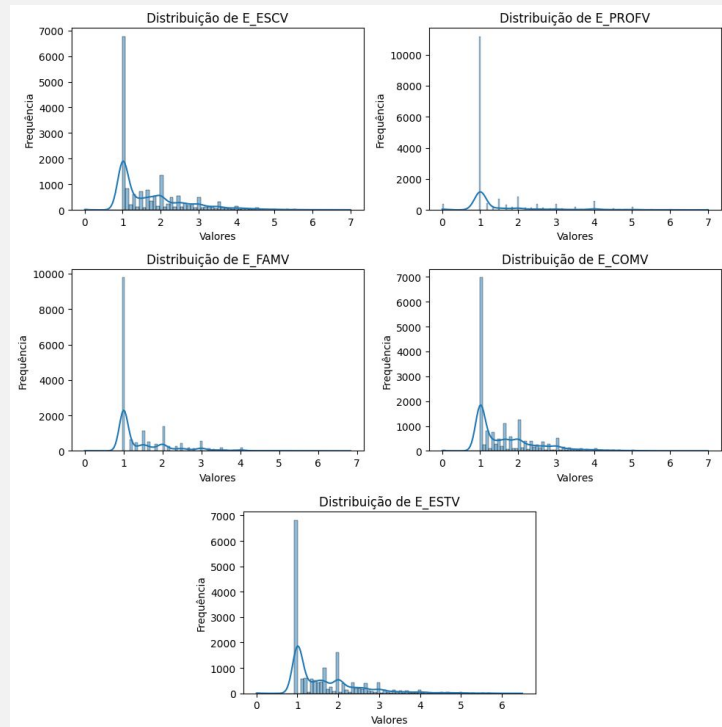 Distribuição de E_ESCV
Frequência
7000
6000
5000
4000
3000
2000
1000
0
0 1 2 3 4 5 6 7
Valores
Distribuição de E_PROFV
Frequência
10000
8000
6000
4000
2000
0
0 1 2 3 4 5 6 7
Valores
Distribuição de E_FAMV
Frequência
10000
8000
6000
4000
2000
0
0 1 2 3 4 5 6 7
Valores
Distribuição de E_COMV
Frequência
7000
6000
5000
4000
3000
2000
1000
0
0 1 2 3 4 5 6 7
Valores
Distribuição de E_ESTV
Frequência
7000
6000
5000
4000
3000
2000
1000
0
0 1 2 3 4 5 6
Valores